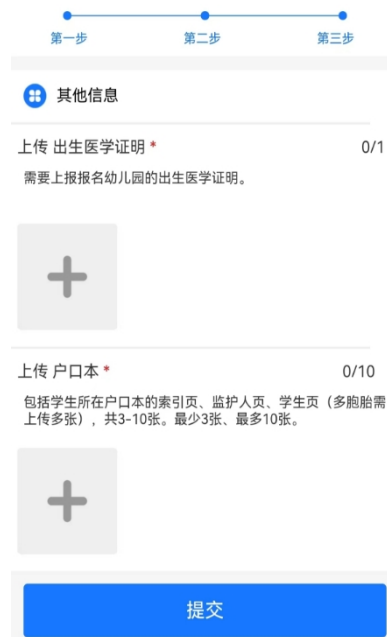 第一步 第二步 第三步
其他信息
上传 出生医学证明 * 0/1
需要上报报名幼儿园的出生医学证明。
上传 户口本 * 0/10
包括学生所在户口本的索引页、监护人页、学生页（多胞胎需
上传多张），共3-10张。最少3张、最多10张。
提交